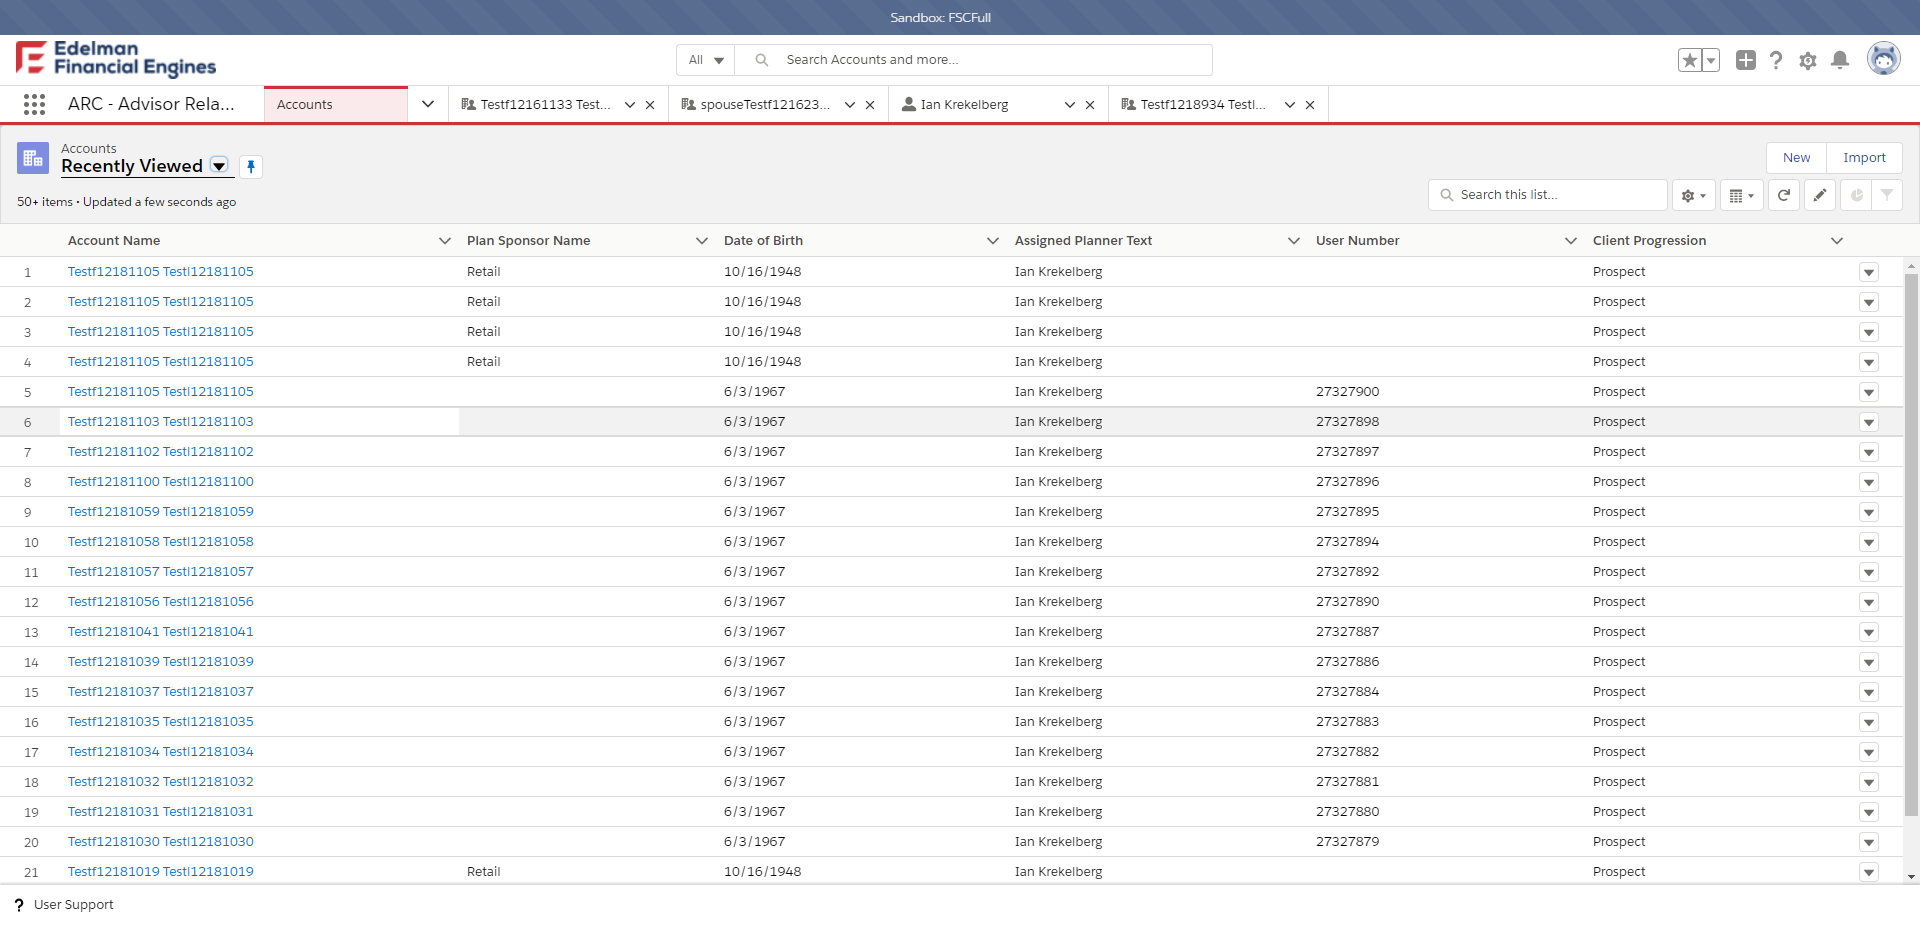 Sandbox: FSCFull
Edelman
Financial Engines
All
Search Accounts and more...
ARC - Advisor Rela...
Accounts
Testf12161133 Test...
spouseTestf121623...
Ian Krekelberg
Testf1218934 Testl...
Accounts
Recently Viewed
New
Import
50+ items • Updated a few seconds ago
Search this list...
Account Name Plan Sponsor Name Date of Birth Assigned Planner Text User Number Client Progression
1 Testf12181105 Testl12181105 Retail 10/16/1948 Ian Krekelberg Prospect
2 Testf12181105 Testl12181105 Retail 10/16/1948 Ian Krekelberg Prospect
3 Testf12181105 Testl12181105 Retail 10/16/1948 Ian Krekelberg Prospect
4 Testf12181105 Testl12181105 Retail 10/16/1948 Ian Krekelberg Prospect
5 Testf12181105 Testl12181105 6/3/1967 Ian Krekelberg 27327900 Prospect
6 Testf12181103 Testl12181103 6/3/1967 Ian Krekelberg 27327898 Prospect
7 Testf12181102 Testl12181102 6/3/1967 Ian Krekelberg 27327897 Prospect
8 Testf12181100 Testl12181100 6/3/1967 Ian Krekelberg 27327896 Prospect
9 Testf12181059 Testl12181059 6/3/1967 Ian Krekelberg 27327895 Prospect
10 Testf12181058 Testl12181058 6/3/1967 Ian Krekelberg 27327894 Prospect
11 Testf12181057 Testl12181057 6/3/1967 Ian Krekelberg 27327892 Prospect
12 Testf12181056 Testl12181056 6/3/1967 Ian Krekelberg 27327890 Prospect
13 Testf12181041 Testl12181041 6/3/1967 Ian Krekelberg 27327887 Prospect
14 Testf12181039 Testl12181039 6/3/1967 Ian Krekelberg 27327886 Prospect
15 Testf12181037 Testl12181037 6/3/1967 Ian Krekelberg 27327884 Prospect
16 Testf12181035 Testl12181035 6/3/1967 Ian Krekelberg 27327883 Prospect
17 Testf12181034 Testl12181034 6/3/1967 Ian Krekelberg 27327882 Prospect
18 Testf12181032 Testl12181032 6/3/1967 Ian Krekelberg 27327881 Prospect
19 Testf12181031 Testl12181031 6/3/1967 Ian Krekelberg 27327880 Prospect
20 Testf12181030 Testl12181030 6/3/1967 Ian Krekelberg 27327879 Prospect
21 Testf12181019 Testl12181019 Retail 10/16/1948 Ian Krekelberg Prospect
? User Support